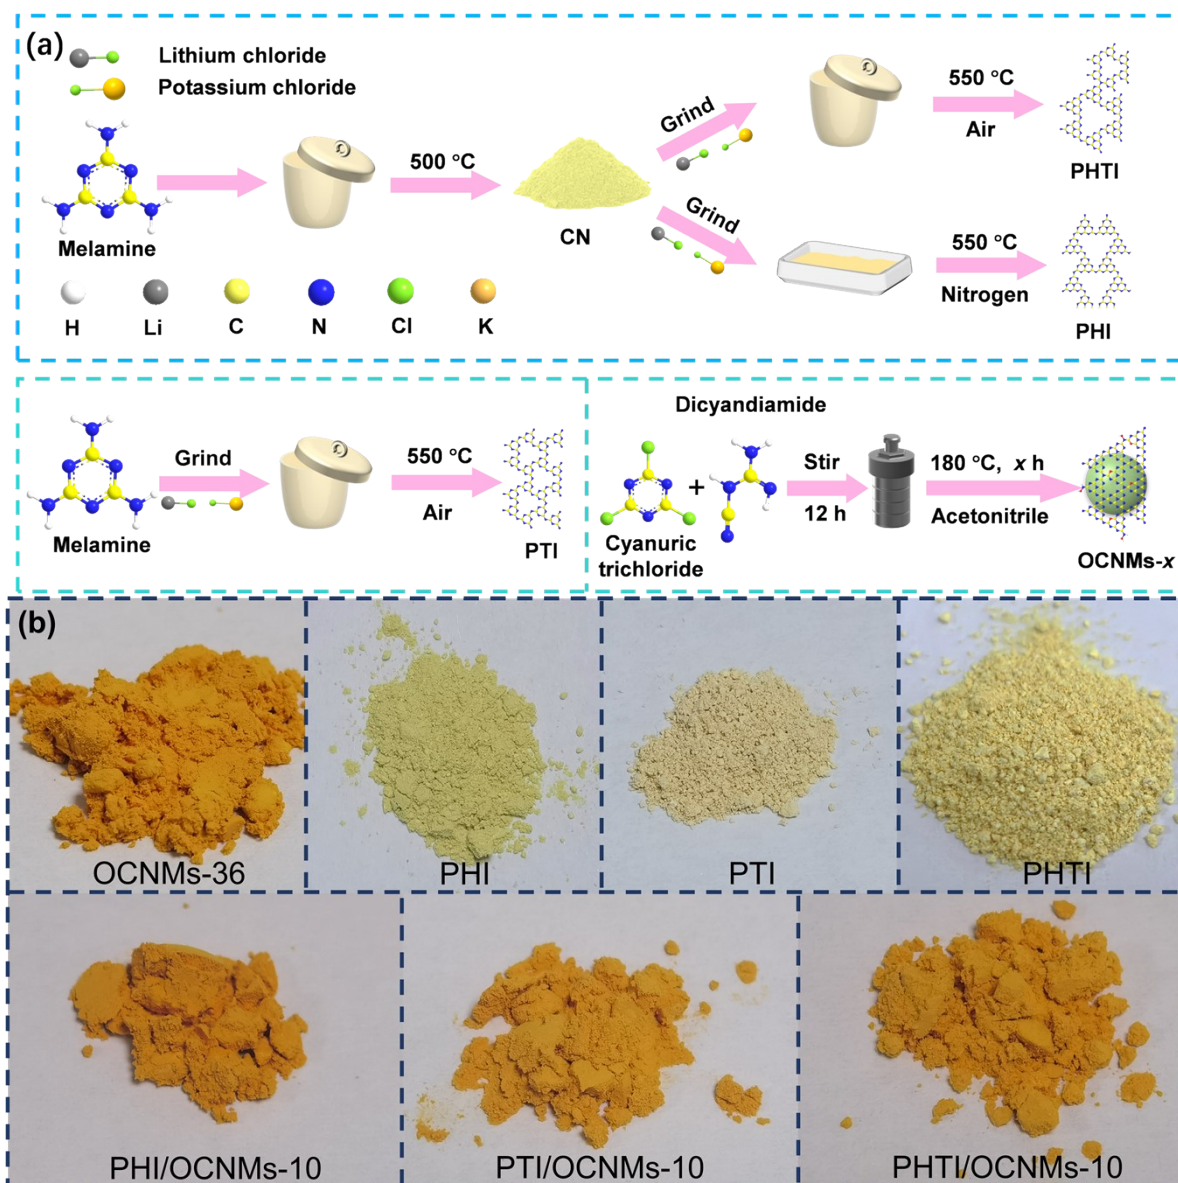 (a)
Lithium chloride
Potassium chloride
Melamine
500 °C
CN
Grind
550 °C
Air
PHTI
Grind
550 °C
Nitrogen
PHI
H
Li
C
N
Cl
K
Melamine
Grind
550 °C
Air
PTI
Dicyandiamide
+
Cyanuric
trichloride
Stir
12 h
180 °C, x h
Acetonitrile
OCNMs-x
(b)
OCNMs-36
PHI
PTI
PHTI
PHI/OCNMs-10
PTI/OCNMs-10
PHTI/OCNMs-10